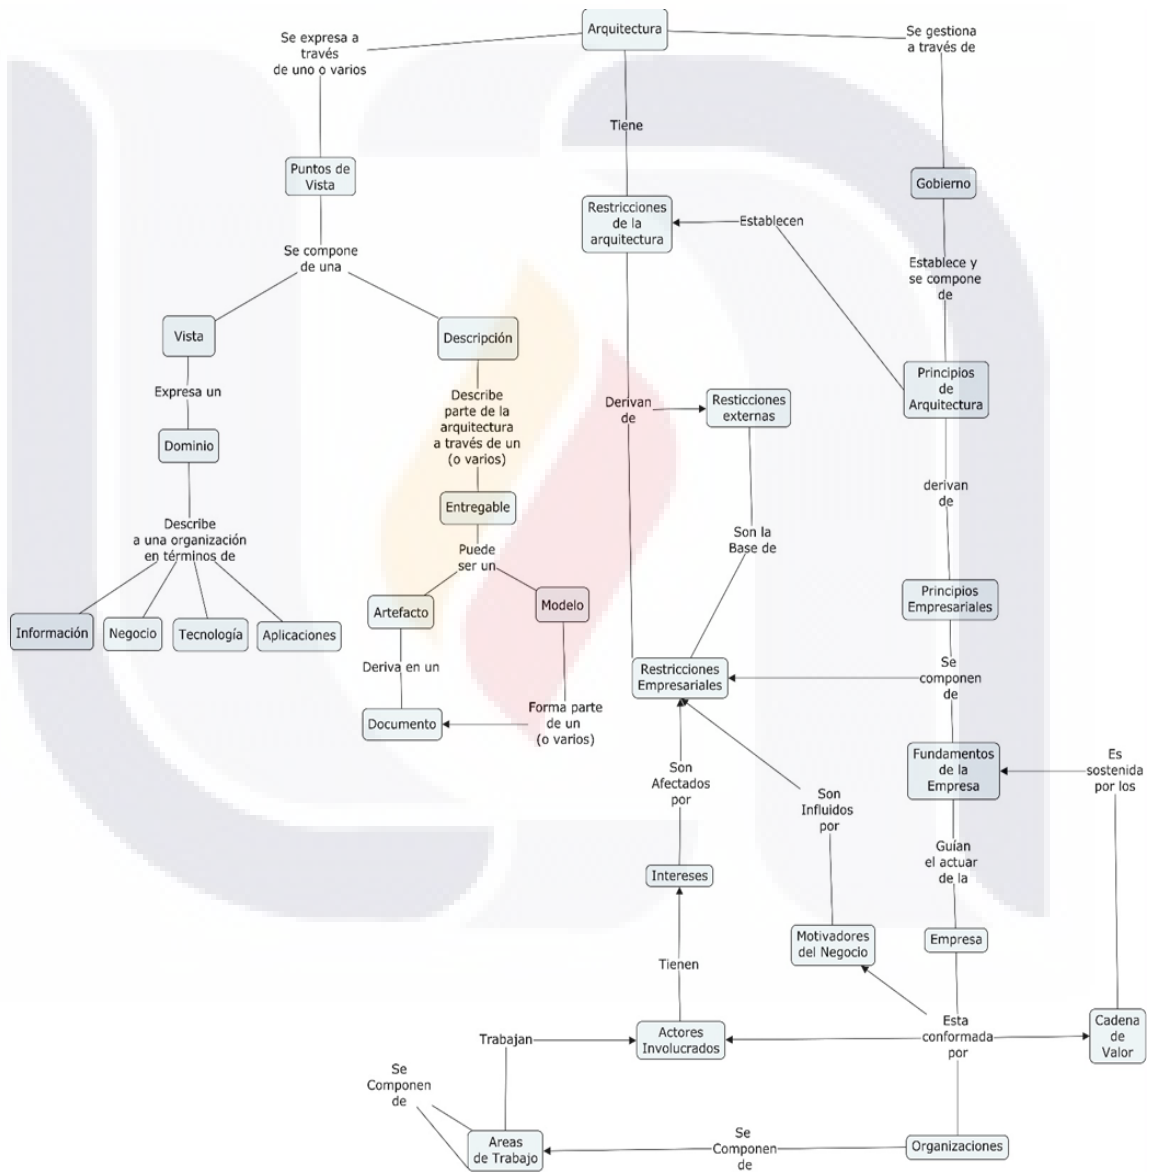 Arquitectura
Se expresa a
través
de uno o varios
Se gestiona
a través de
Tiene
Puntos de
Vista
Gobierno
Restricciones
de la
arquitectura
Establecen
Se compone
de una
Establece y
se compone
de
Vista
Descripción
Expresa un
Describe
parte de la
arquitectura
a través de un
(o varios)
Derivan
de
Resticciones
externas
Principios
de
Arquitectura
Dominio
derivan
de
Entregable
Describe
a una organización
en términos de
Puede
ser un
Son la
Base de
Principios
Empresariales
Información
Negocio
Tecnología
Aplicaciones
Artefacto
Modelo
Deriva en un
Restricciones
Empresariales
Se
componen
de
Documento
Forma parte
de un
(o varios)
Fundamentos
de la
Empresa
Es
sostenida
por los
Son
Afectados
por
Son
Influidos
por
Guían
el actuar
de la
Intereses
Motivadores
del Negocio
Empresa
Tienen
Trabajan
Actores
Involucrados
Esta
conformada
por
Cadena
de
Valor
Se
Componen
de
Areas
de Trabajo
Se
Componen
de
Organizaciones